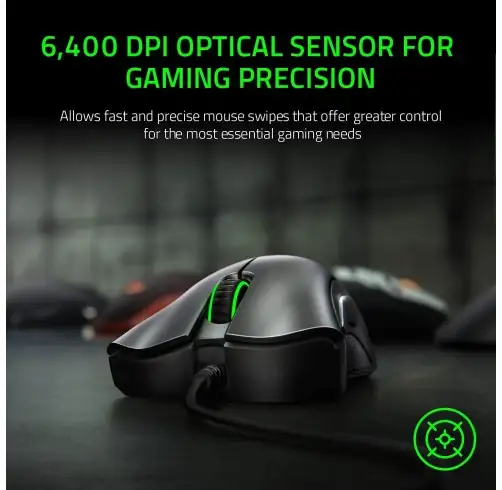 6,400 DPI OPTICAL SENSOR FOR
GAMING PRECISION
Allows fast and precise mouse swipes that offer greater control
for the most essential gaming needs